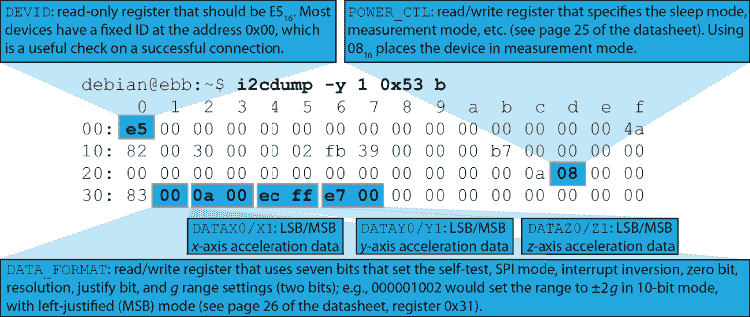 DEVID: read-only register that should be E5₁₆. Most
devices have a fixed ID at the address 0x00, which
is a useful check on a successful connection.
POWER_CTL: read/write register that specifies the sleep mode,
measurement mode, etc. (see page 25 of the datasheet). Using
08₁₆ places the device in measurement mode.
debian@ebb:~$ i2cdump -y 1 0x53 b
0 1 2 3 4 5 6 7 8 9 a b c d e f
00: e5 00 00 00 00 00 00 00 00 00 00 00 00 00 00 4a
10: 82 00 30 00 00 02 fb 39 00 00 00 b7 00 00 00 00
20: 00 00 00 00 00 00 00 00 00 00 00 00 0a 08 00 00
30: 83 00 0a 00 ec ff e7 00 00 00 00 00 00 00 00 00
DATAX0/X1: LSB/MSB
x-axis acceleration data
DATAY0/Y1: LSB/MSB
y-axis acceleration data
DATAZ0/Z1: LSB/MSB
z-axis acceleration data
DATA_FORMAT: read/write register that uses seven bits that set the self-test, SPI mode, interrupt inversion, zero bit,
resolution, justify bit, and g range settings (two bits); e.g., 000001002 would set the range to ±2g in 10-bit mode,
with left-justified (MSB) mode (see page 26 of the datasheet, register 0x31).